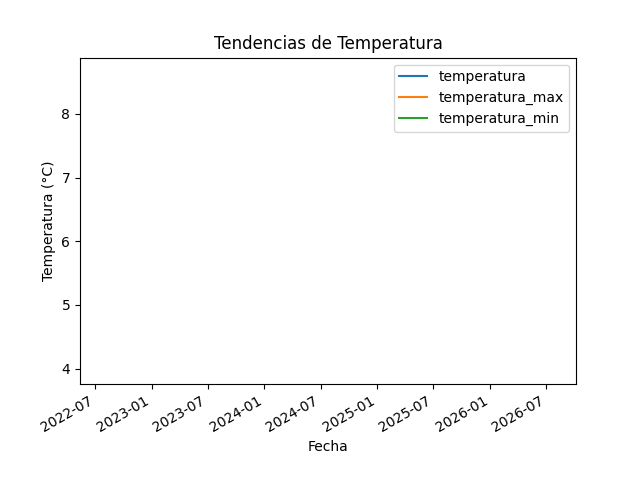 Tendencias de Temperatura
temperatura
temperatura_max
temperatura_min
Temperatura (°C)
8
7
6
5
4
2022-07
2023-01
2023-07
2024-01
2024-07
2025-01
2025-07
2026-01
2026-07
Fecha